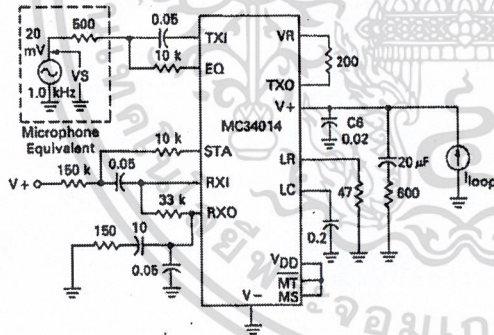 20
mV
500
VS
1.0 kHz
Microphone
Equivalent
0.05
10 k
TXI
EQ
VR
200
TXO
V+
MC34014
C6
0.02
20 µF
600
Iloop
10 k
STA
150 k
V+
0.05
RXI
33 k
RXO
LR
47
LC
0.2
150
10
0.05
VDD
MT
MS
V−